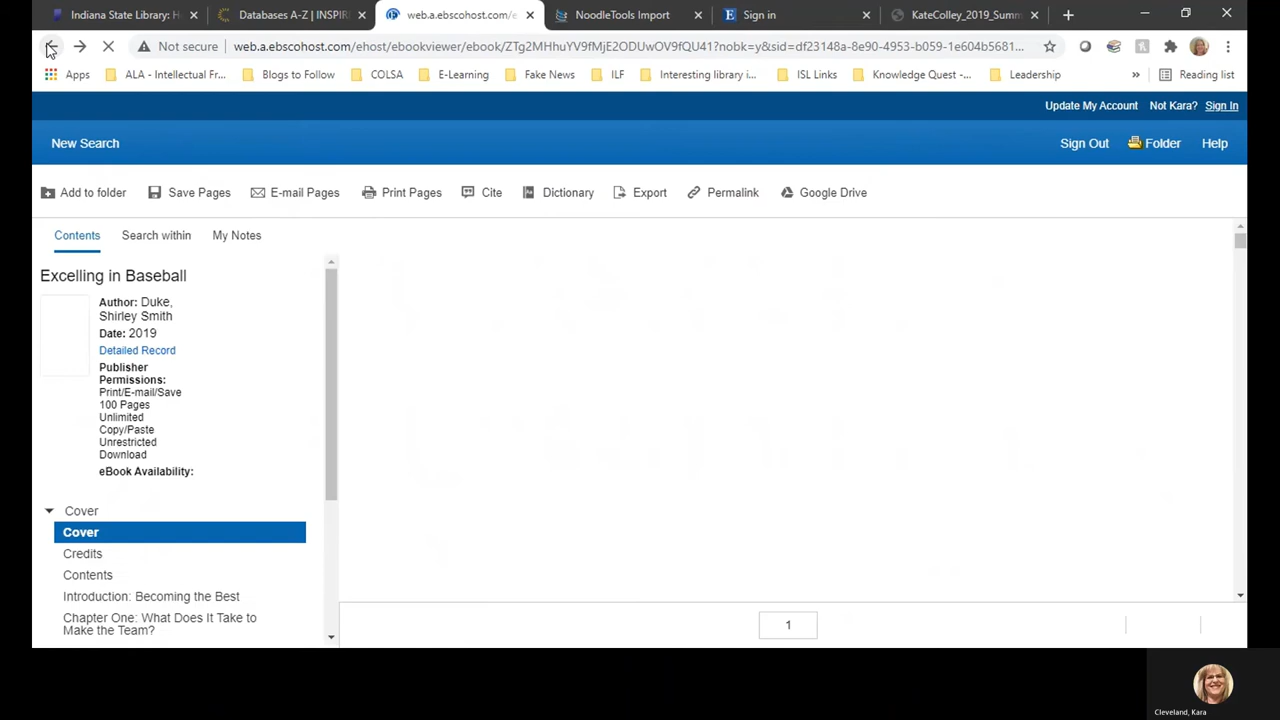 Indiana State Library: H
Databases A-Z | INSPIRE
web.a.ebscohost.com/e
NoodleTools Import
Sign in
KateColley_2019_Summ
Not secure
web.a.ebscohost.com/ehost/ebookviewer/ebook/ZTg2MHhuYV9fMjE2ODUwOV9fQU41?nobk=y&sid=df23148a-8e90-4953-b059-1e604b5681...
Apps
ALA - Intellectual Fr...
Blogs to Follow
COLSA
E-Learning
Fake News
ILF
Interesting library i...
ISL Links
Knowledge Quest -...
Leadership
»
Reading list
Update My Account
Not Kara?
Sign In
New Search
Sign Out
Folder
Help
Add to folder
Save Pages
E-mail Pages
Print Pages
Cite
Dictionary
Export
Permalink
Google Drive
Contents
Search within
My Notes
Excelling in Baseball
Author: Duke,
Shirley Smith
Date: 2019
Detailed Record
Publisher
Permissions:
Print/E-mail/Save
100 Pages
Unlimited
Copy/Paste
Unrestricted
Download
eBook Availability:
Cover
Cover
Credits
Contents
Introduction: Becoming the Best
Chapter One: What Does It Take to
Make the Team?
1
Cleveland, Kara